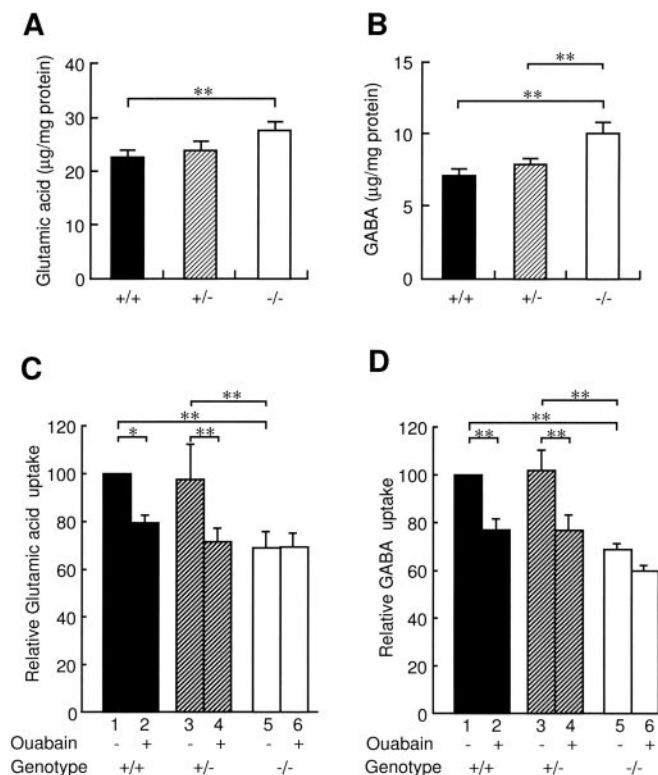 A
Glutamic acid (μg/mg protein)
40
30
20
10
0
**
+/+ +/- -/-
B
GABA (μg/mg protein)
15
10
5
0
**
**
+/+ +/- -/-
C
Relative Glutamic acid uptake
120
100
80
60
40
20
0
**
**
* **
1 2 3 4 5 6
Ouabain - + - + - +
Genotype +/+ +/- -/-
D
Relative GABA uptake
120
100
80
60
40
20
0
**
**
** **
1 2 3 4 5 6
Ouabain - + - + - +
Genotype +/+ +/- -/-